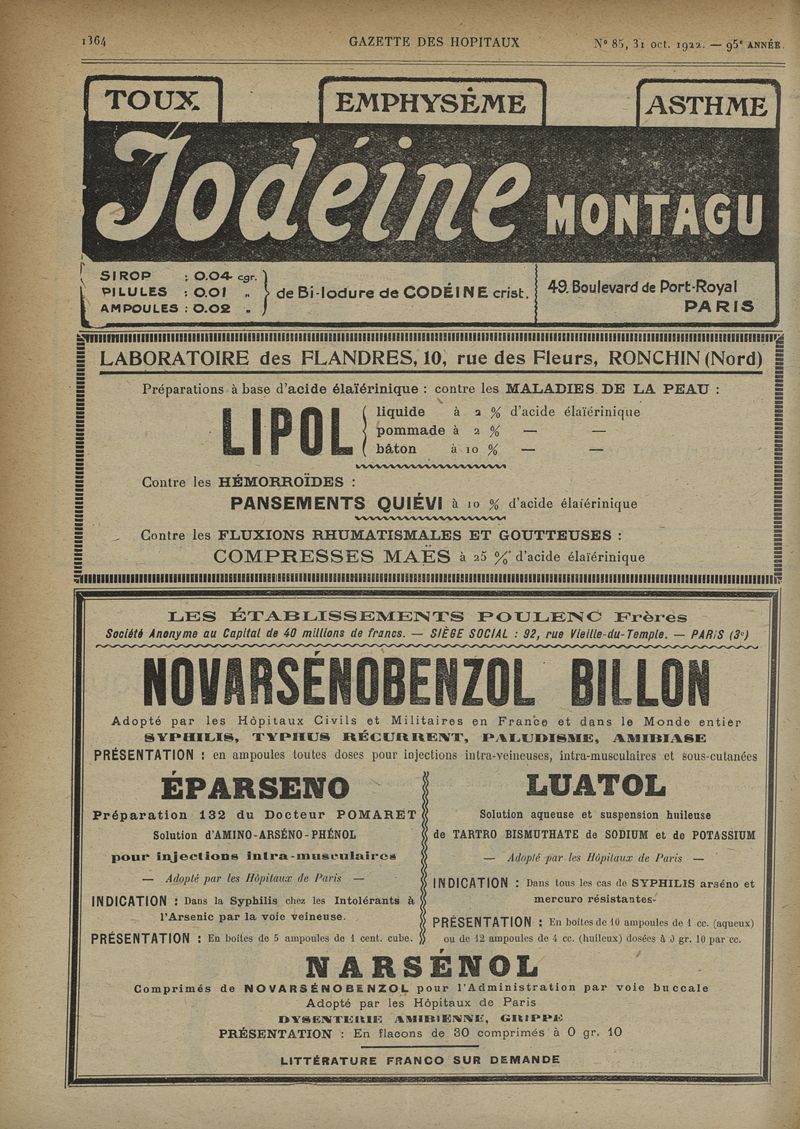 1364 GAZETTE DES HOPITAUX Nº 85, 31 oct. 1922. — 95e ANNÉE.
TOUX EMPHYSÈME ASTHME
Iodéine MONTAGU
SIROP : 0.04 cgr.
PILULES : 0.01 „
AMPOULES : 0.02 „
de Bi-Iodure de CODÉINE crist.
49, Boulevard de Port-Royal
PARIS
LABORATOIRE des FLANDRES, 10, rue des Fleurs, RONCHIN (Nord)
Préparations à base d'acide élaïérinique : contre les MALADIES DE LA PEAU :
LIPOL
liquide à 2 % d'acide élaïérinique
pommade à 2 % — —
bâton à 10 % — —
Contre les HÉMORROÏDES :
PANSEMENTS QUIÉVI à 10 % d'acide élaïérinique
Contre les FLUXIONS RHUMATISMALES ET GOUTTEUSES :
COMPRESSES MAËS à 25 % d'acide élaïérinique
LES ÉTABLISSEMENTS POULENC Frères
Société Anonyme au Capital de 40 millions de francs. — SIÈGE SOCIAL : 92, rue Vieille-du-Temple. — PARIS (3e)
NOVARSÉNOBENZOL BILLON
Adopté par les Hôpitaux Civils et Militaires en France et dans le Monde entier
SYPHILIS, TYPHUS RÉCURRENT, PALUDISME, AMIBIASE
PRÉSENTATION : en ampoules toutes doses pour injections intra-veineuses, intra-musculaires et sous-cutanées
ÉPARSENO
Préparation 132 du Docteur POMARET
Solution d'AMINO-ARSÉNO-PHÉNOL
pour injections intra-musculaires
— Adopté par les Hôpitaux de Paris —
INDICATION : Dans la Syphilis chez les Intolérants à
l'Arsenic par la voie veineuse.
PRÉSENTATION : En boîtes de 5 ampoules de 1 cent. cube.
LUATOL
Solution aqueuse et suspension huileuse
de TARTRO BISMUTHATE de SODIUM et de POTASSIUM
— Adopté par les Hôpitaux de Paris —
INDICATION : Dans tous les cas de SYPHILIS arséno et
mercuro résistantes.
PRÉSENTATION : En boîtes de 10 ampoules de 1 cc. (aqueux)
ou de 12 ampoules de 1 cc. (huileux) dosées à 0 gr. 10 par cc.
NARSÉNOL
Comprimés de NOVARSÉNOBENZOL pour l'Administration par voie buccale
Adopté par les Hôpitaux de Paris
DYSENTERIE AMIBIENNE, GRIPPE
PRÉSENTATION : En flacons de 30 comprimés à 0 gr. 10
LITTÉRATURE FRANCO SUR DEMANDE